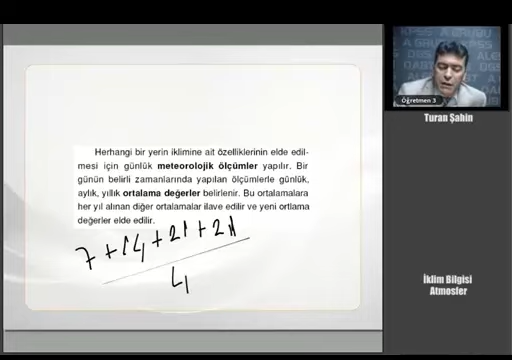 Herhangi bir yerin iklimine ait özelliklerinin elde edil-
mesi için günlük meteorolojik ölçümler yapılır. Bir
günün belirli zamanlarında yapılan ölçümlerle günlük,
aylık, yıllık ortalama değerler belirlenir. Bu ortalamalara
her yıl alınan diğer ortalamalar ilave edilir ve yeni ortlama
değerler elde edilir.
7 + 14 + 21 + 21
4
KPSS
A GRUBU
Öğretmen 3
Turan Şahin
İklim Bilgisi
Atmosfer